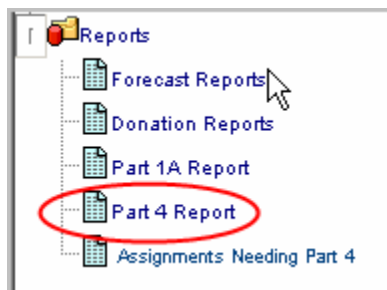 Reports
Forecast Reports
Donation Reports
Part 1A Report
Part 4 Report
Assignments Needing Part 4